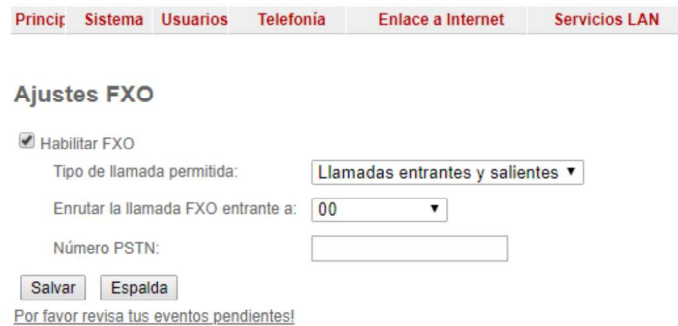 Princip Sistema Usuarios Telefonía Enlace a Internet Servicios LAN
Ajustes FXO
Habilitar FXO
Tipo de llamada permitida: Llamadas entrantes y salientes
Enrutar la llamada FXO entrante a: 00
Número PSTN:
Salvar Espalda
Por favor revisa tus eventos pendientes!